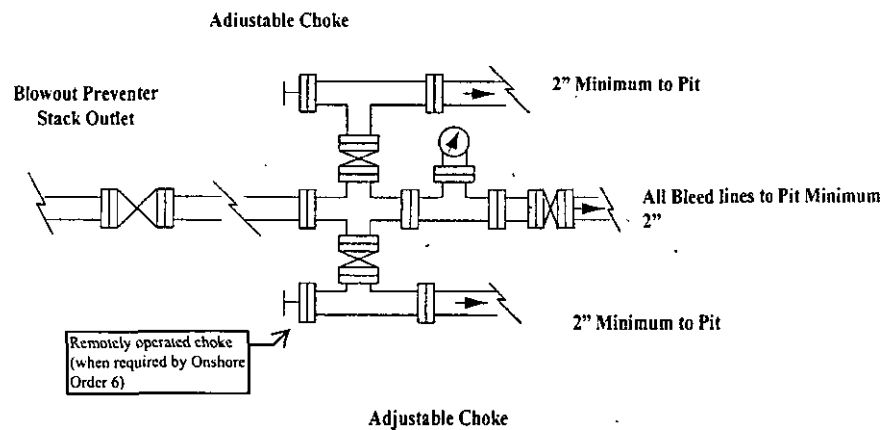 Adjustable Choke
2” Minimum to Pit
Blowout Preventer
Stack Outlet
All Bleed lines to Pit Minimum
2”
2” Minimum to Pit
Remotely operated choke
(when required by Onshore
Order 6)
Adjustable Choke